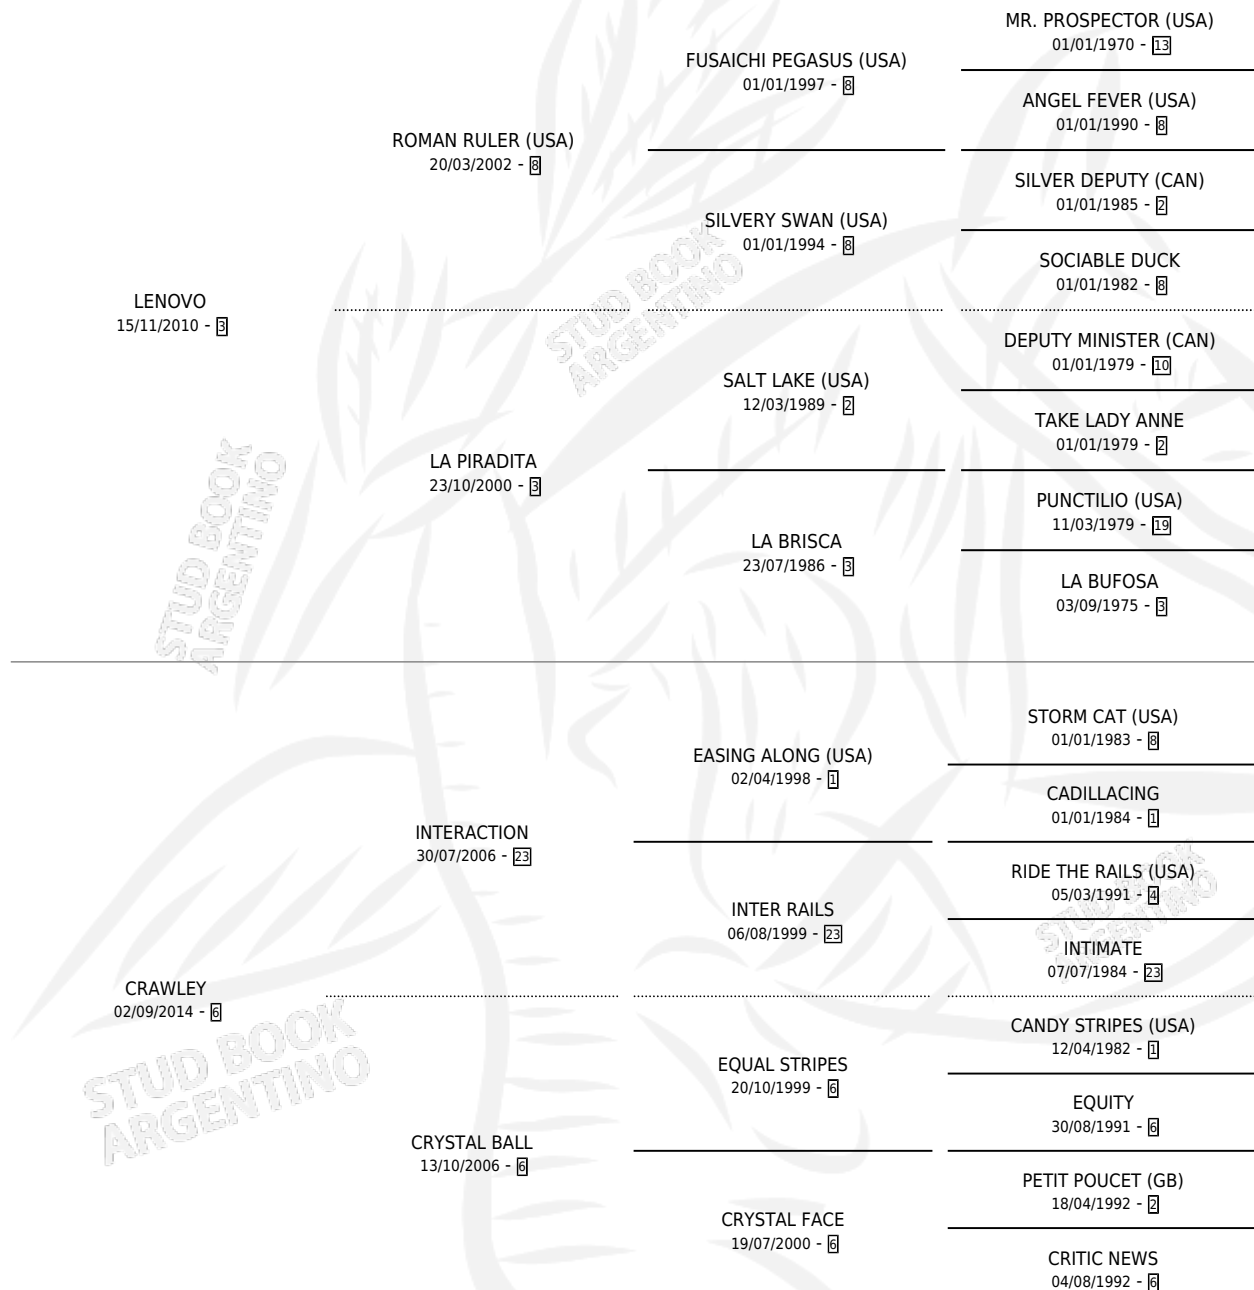 MR. PROSPECTOR (USA)
01/01/1970 - 13
FUSAICHI PEGASUS (USA)
01/01/1997 - 8
ANGEL FEVER (USA)
01/01/1990 - 8
ROMAN RULER (USA)
20/03/2002 - 8
SILVER DEPUTY (CAN)
01/01/1985 - 2
SILVERY SWAN (USA)
01/01/1994 - 8
SOCIABLE DUCK
01/01/1982 - 8
STUD BOOK
ARGENTINO
LENOVO
15/11/2010 - 3
DEPUTY MINISTER (CAN)
01/01/1979 - 10
SALT LAKE (USA)
12/03/1989 - 2
TAKE LADY ANNE
01/01/1979 - 2
LA PIRADITA
23/10/2000 - 3
PUNCTILIO (USA)
11/03/1979 - 19
LA BRISCA
23/07/1986 - 3
LA BUFOSA
03/09/1975 - 3
STUD BOOK
ARGENTINO
STORM CAT (USA)
01/01/1983 - 8
EASING ALONG (USA)
02/04/1998 - 1
CADILLACING
01/01/1984 - 1
INTERACTION
30/07/2006 - 23
RIDE THE RAILS (USA)
05/03/1991 - 4
INTER RAILS
06/08/1999 - 23
INTIMATE
07/07/1984 - 23
STUD BOOK
ARGENTINO
CRAWLEY
02/09/2014 - 6
CANDY STRIPES (USA)
12/04/1982 - 1
EQUAL STRIPES
20/10/1999 - 6
EQUITY
30/08/1991 - 6
STUD BOOK
ARGENTINO
CRYSTAL BALL
13/10/2006 - 6
PETIT POUCET (GB)
18/04/1992 - 2
CRYSTAL FACE
19/07/2000 - 6
CRITIC NEWS
04/08/1992 - 6